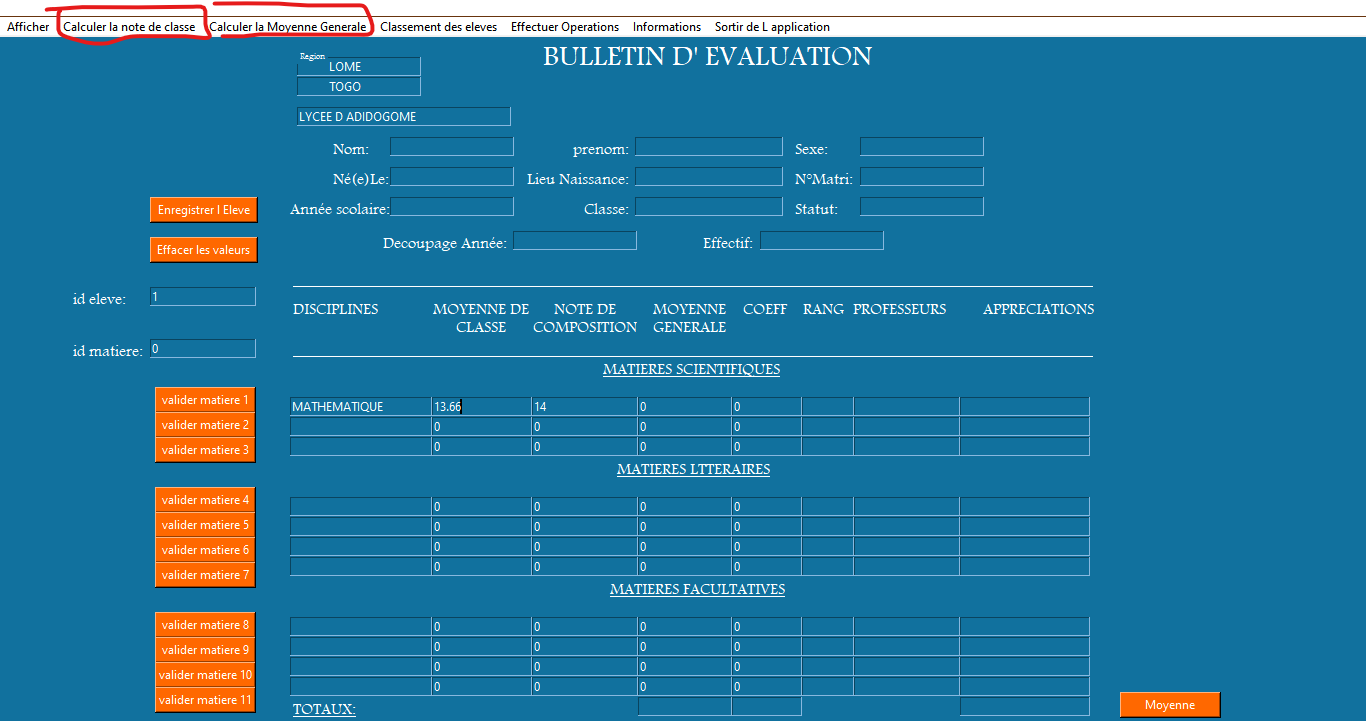 Afficher Calculer la note de classe Calculer la Moyenne Generale Classement des eleves Effectuer Operations Informations Sortir de L application
BULLETIN D' EVALUATION
Region
LOME
TOGO
LYCEE D ADIDOGOME
Nom: prenom: Sexe:
Né(e)Le: Lieu Naissance: N°Matri:
Enregistrer l Eleve Année scolaire: Classe: Statut:
Effacer les valeurs Decoupage Année: Effectif:
id eleve: 1
DISCIPLINES MOYENNE DE CLASSE NOTE DE COMPOSITION MOYENNE GENERALE COEFF RANG PROFESSEURS APPRECIATIONS
id matiere: 0
MATIERES SCIENTIFIQUES
valider matiere 1 MATHEMATIQUE 13.66 14 0 0
valider matiere 2 0 0 0 0
valider matiere 3 0 0 0 0
MATIERES LTTERAIRES
valider matiere 4 0 0 0 0
valider matiere 5 0 0 0 0
valider matiere 6 0 0 0 0
valider matiere 7 0 0 0 0
MATIERES FACULTATIVES
valider matiere 8 0 0 0 0
valider matiere 9 0 0 0 0
valider matiere 10 0 0 0 0
valider matiere 11 0 0 0 0
TOTAUX: Moyenne